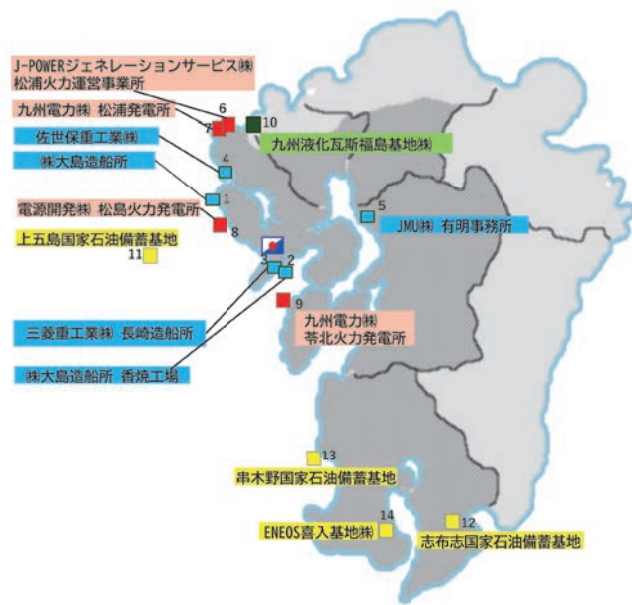 J-POWERジェネレーションサービス㈱
松浦火力運営事業所
九州電力㈱ 松浦発電所
6
7
10
佐世保重工業㈱
九州液化瓦斯福島基地㈱
4
㈱大島造船所
1
5
電源開発㈱ 松島火力発電所
JMU㈱ 有明事務所
8
上五島国家石油備蓄基地
11
3
2
9
三菱重工業㈱ 長崎造船所
九州電力㈱
苓北火力発電所
㈱大島造船所 香焼工場
13
串木野国家石油備蓄基地
14
12
ENEOS喜入基地㈱
志布志国家石油備蓄基地